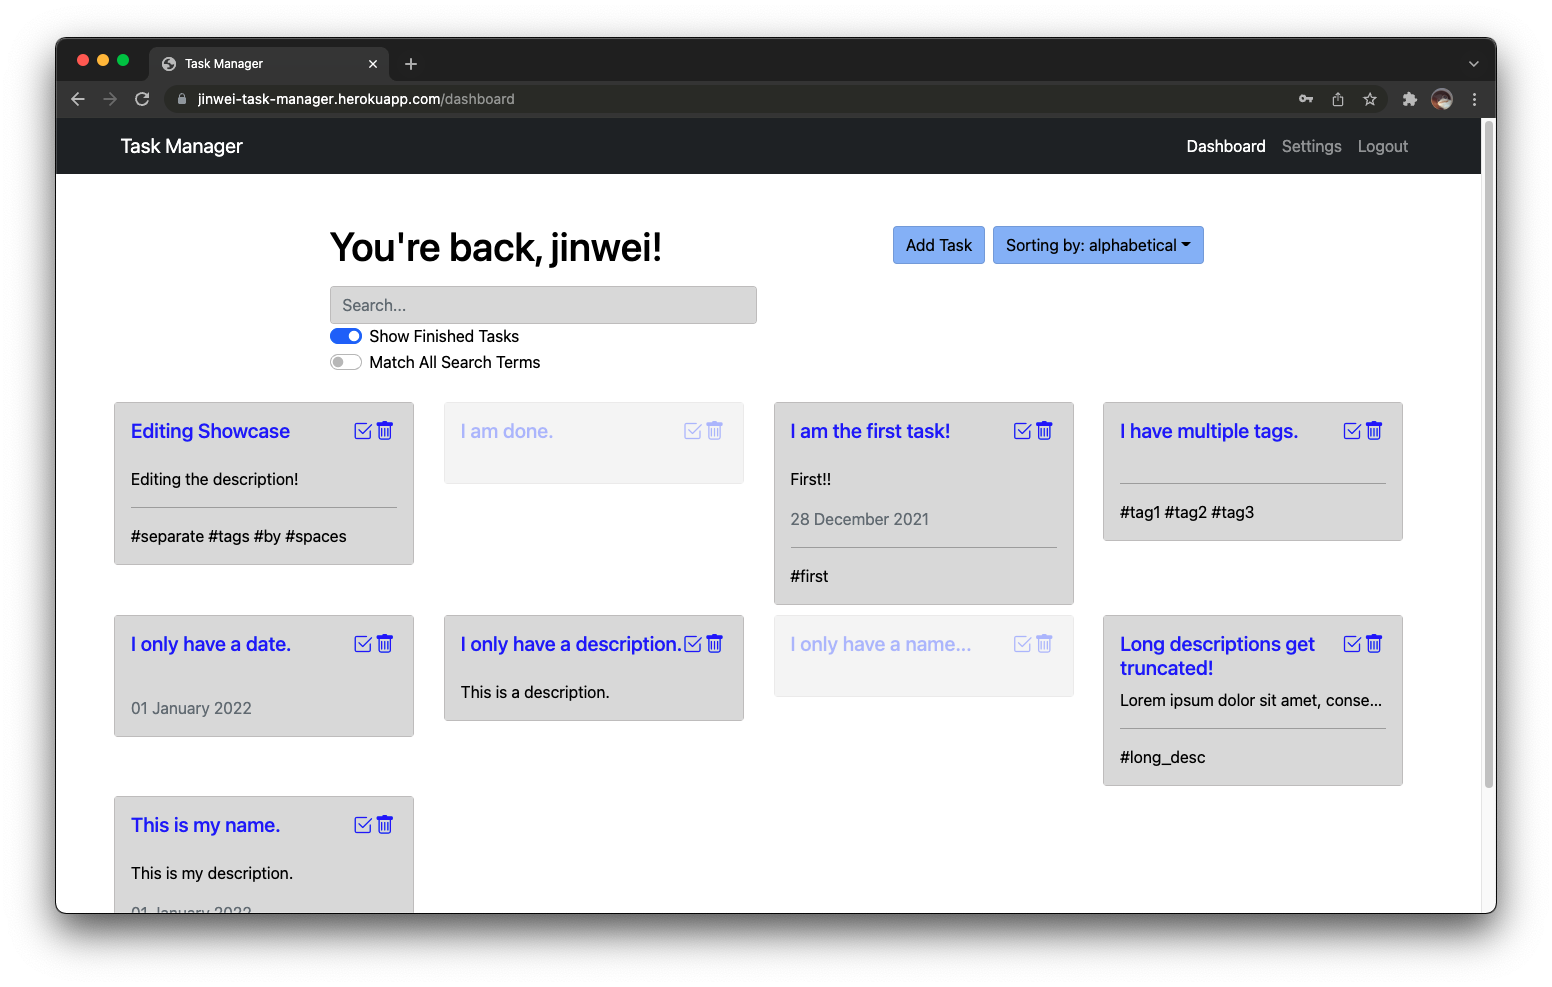 Task Manager
jinwei-task-manager.herokuapp.com/dashboard
Task Manager
Dashboard Settings Logout
You're back, jinwei!
Add Task
Sorting by: alphabetical
Search...
Show Finished Tasks
Match All Search Terms
Editing Showcase
Editing the description!
#separate #tags #by #spaces
I am done.
I am the first task!
First!!
28 December 2021
#first
I have multiple tags.
#tag1 #tag2 #tag3
I only have a date.
01 January 2022
I only have a description.
This is a description.
I only have a name...
Long descriptions get
truncated!
Lorem ipsum dolor sit amet, conse...
#long_desc
This is my name.
This is my description.
01 January 2022